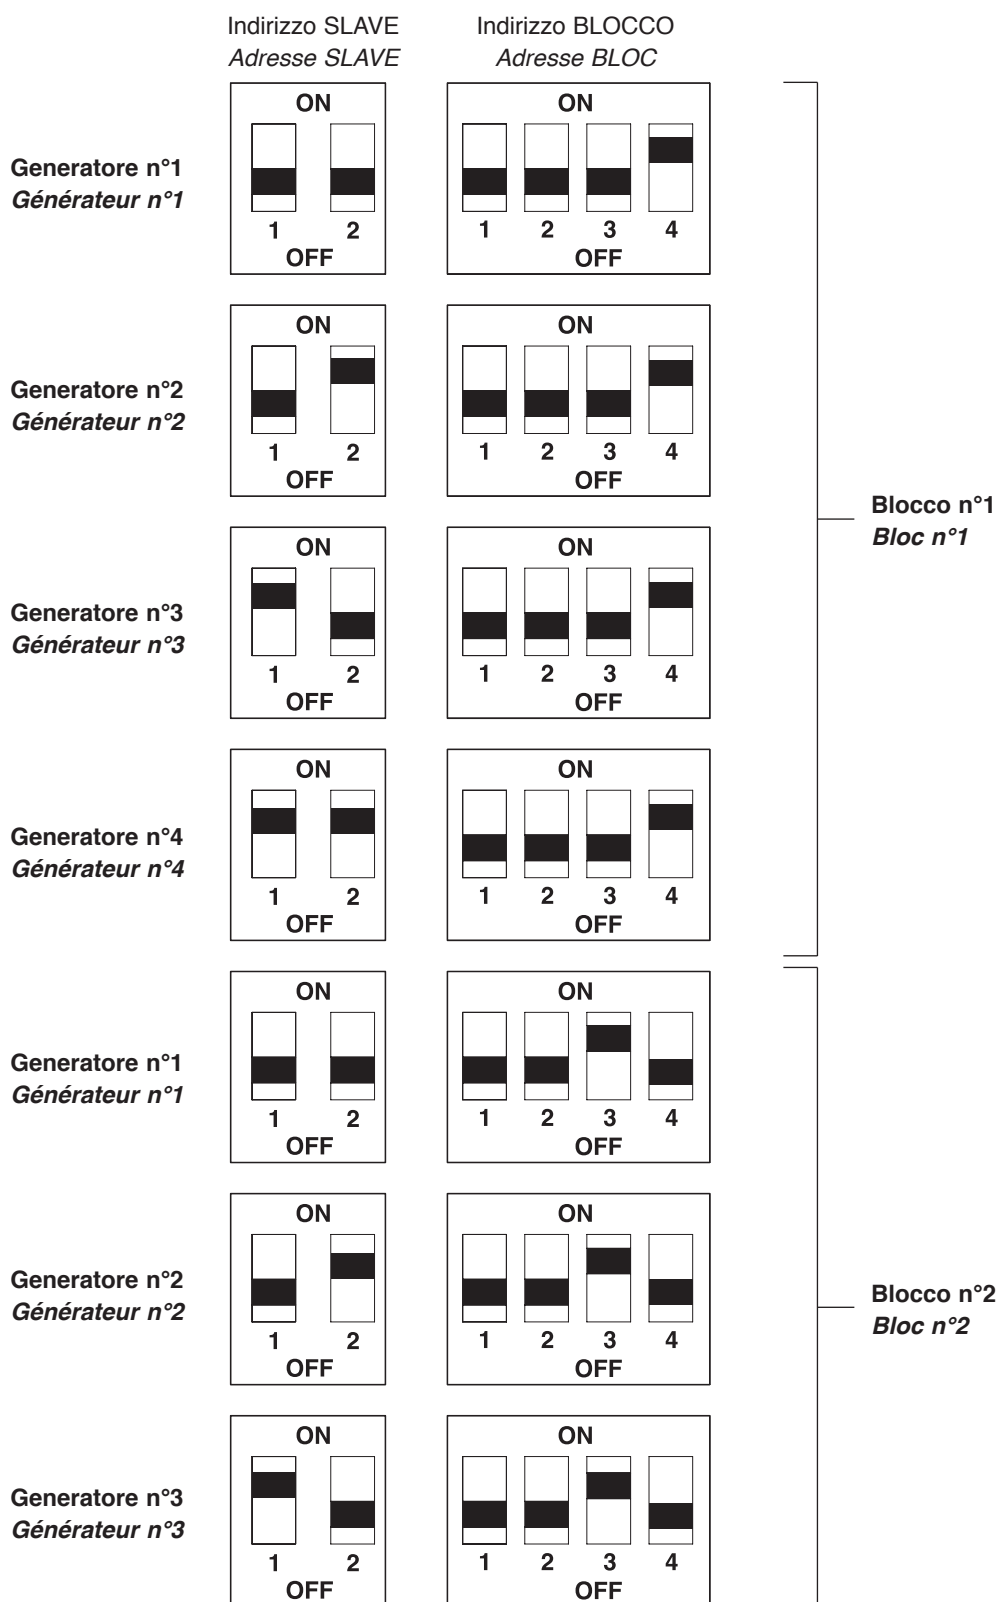 Indirizzo SLAVE Indirizzo BLOCCO
Adresse SLAVE Adresse BLOC
ON ON
Generatore n°1
Générateur n°1
1 2 1 2 3 4
OFF OFF
ON ON
Generatore n°2
Générateur n°2
1 2 1 2 3 4
OFF OFF
Blocco n°1
Bloc n°1
ON ON
Generatore n°3
Générateur n°3
1 2 1 2 3 4
OFF OFF
ON ON
Generatore n°4
Générateur n°4
1 2 1 2 3 4
OFF OFF
ON ON
Generatore n°1
Générateur n°1
1 2 1 2 3 4
OFF OFF
ON ON
Generatore n°2
Générateur n°2
1 2 1 2 3 4
OFF OFF
Blocco n°2
Bloc n°2
ON ON
Generatore n°3
Générateur n°3
1 2 1 2 3 4
OFF OFF